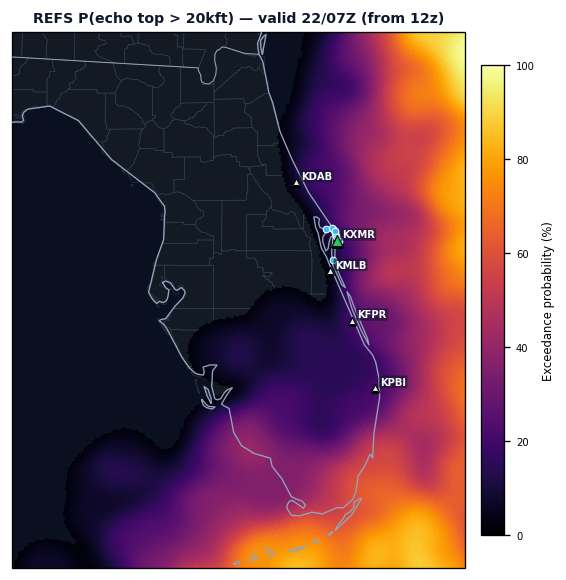 REFS P(echo top > 20kft) — valid 22/07Z (from 12z)
KDAB
KXMR
KMLB
KFPR
KPBI
100
80
60
40
20
0
Exceedance probability (%)